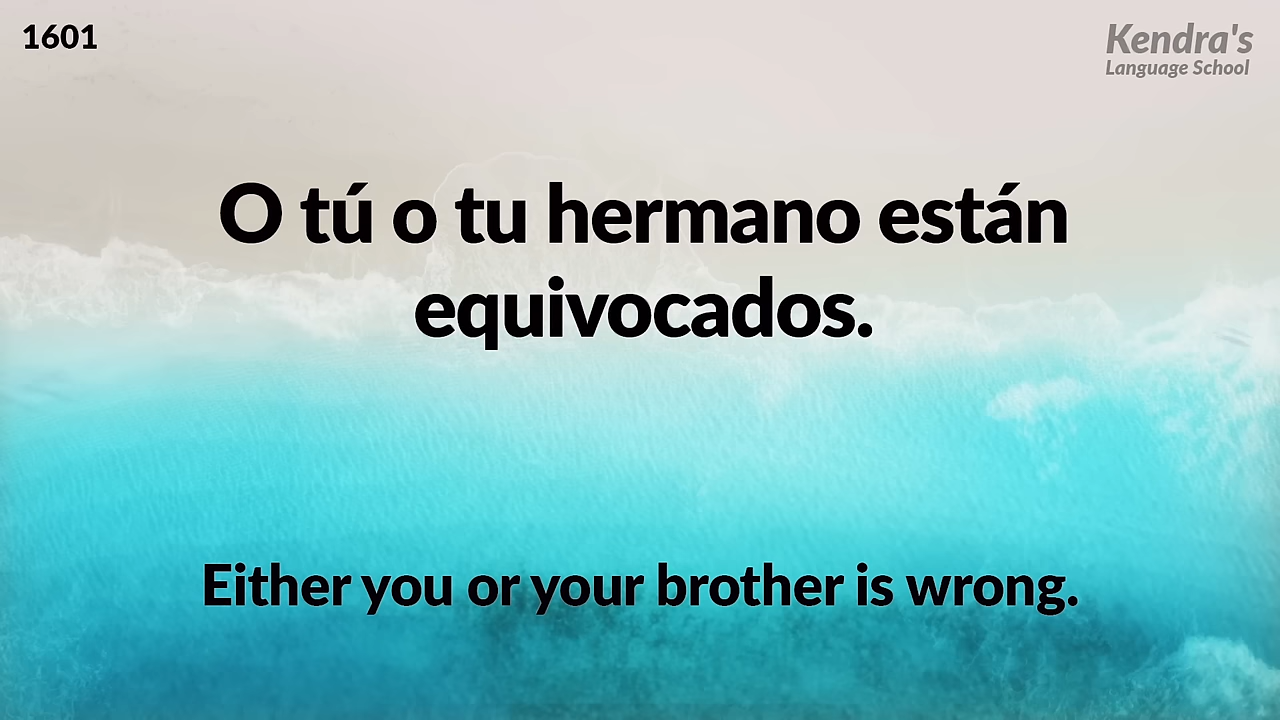 1601
Kendra's
Language School
O tú o tu hermano están
equivocados.
Either you or your brother is wrong.